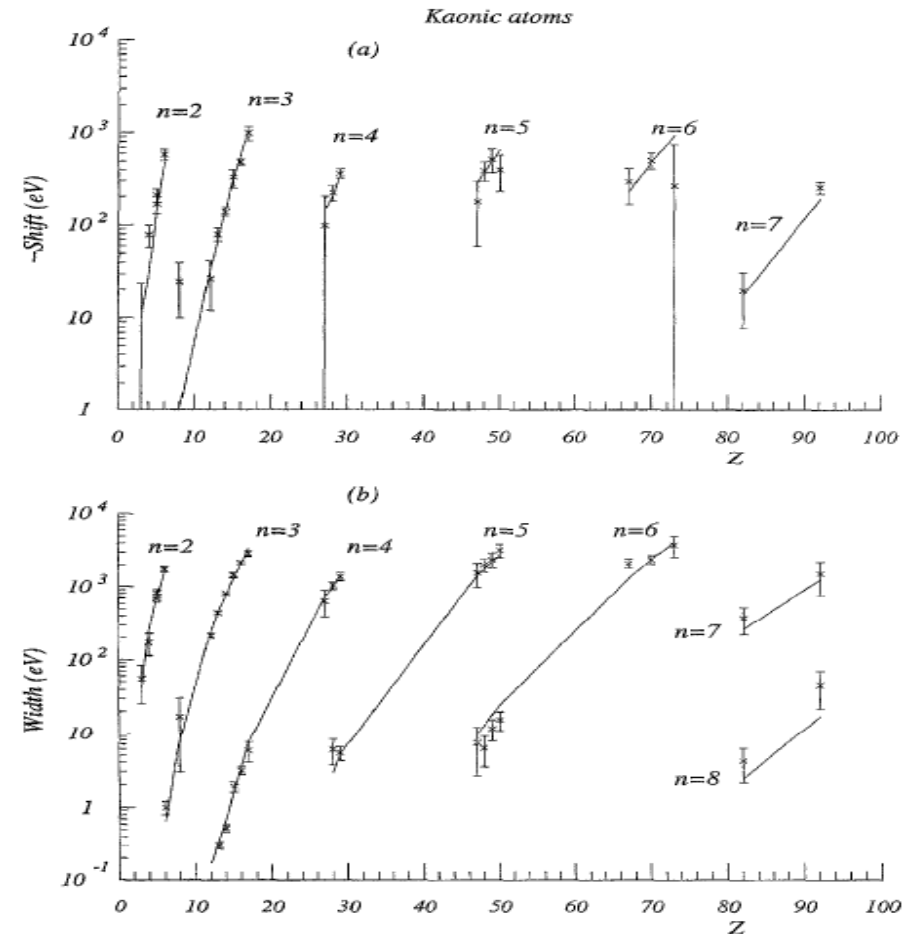 Kaonic atoms
(a)
10^4
10^3
10^2
10
1
-Shift (eV)
n=2
n=3
n=4
n=5
n=6
n=7
0 10 20 30 40 50 60 70 80 90 100
Z
(b)
10^4
10^3
10^2
10
1
10^-1
Width (eV)
n=2
n=3
n=4
n=5
n=6
n=7
n=8
0 10 20 30 40 50 60 70 80 90 100
Z